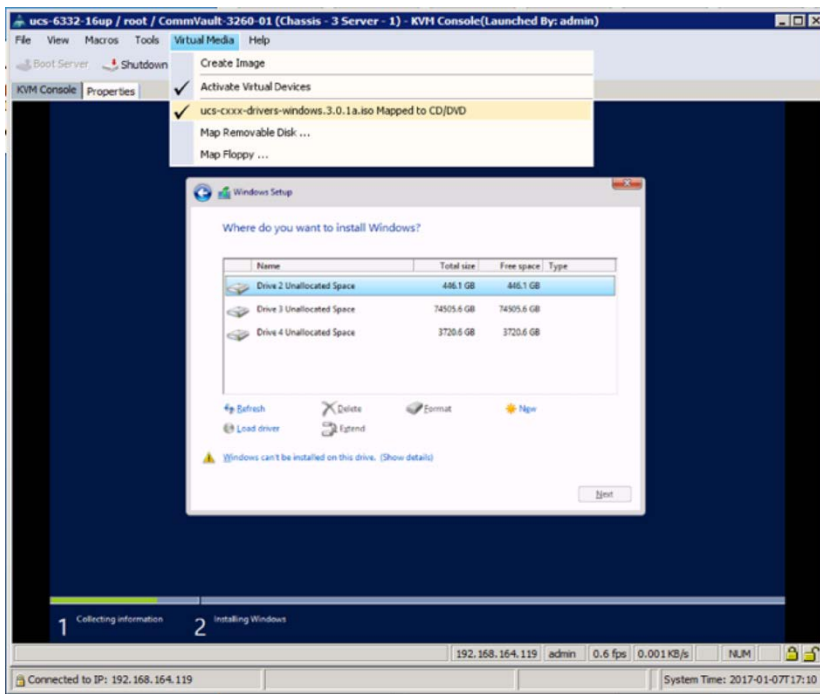 ucs-6332-16up / root / CommVault-3260-01 (Chassis - 3 Server - 1) - KVM Console(Launched By: admin)
File View Macros Tools Virtual Media Help
Boot Server Shutdown
Create Image
Activate Virtual Devices
KVM Console Properties
ucs-cxxx-drivers-windows.3.0.1a.iso Mapped to CD/DVD
Map Removable Disk ...
Map Floppy ...
Windows Setup
Where do you want to install Windows?
Name Total size Free space Type
Drive 2 Unallocated Space 446.1 GB 446.1 GB
Drive 3 Unallocated Space 74505.6 GB 74505.6 GB
Drive 4 Unallocated Space 3720.6 GB 3720.6 GB
Refresh Delete Format New
Load driver Extend
Windows can't be installed on this drive. (Show details)
Next
1 Collecting information 2 Installing Windows
192.168.164.119 admin 0.6 fps 0.001 KB/s NUM
Connected to IP: 192.168.164.119 System Time: 2017-01-07T17:10